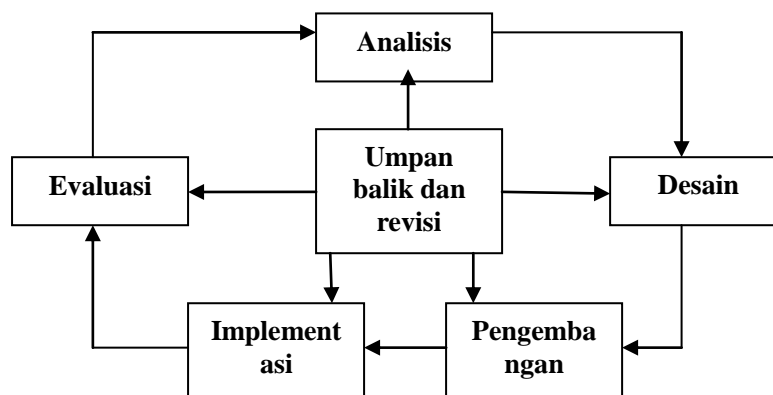 Analisis
Umpan
balik dan
revisi
Evaluasi
Desain
Implement
asi
Pengemba
ngan